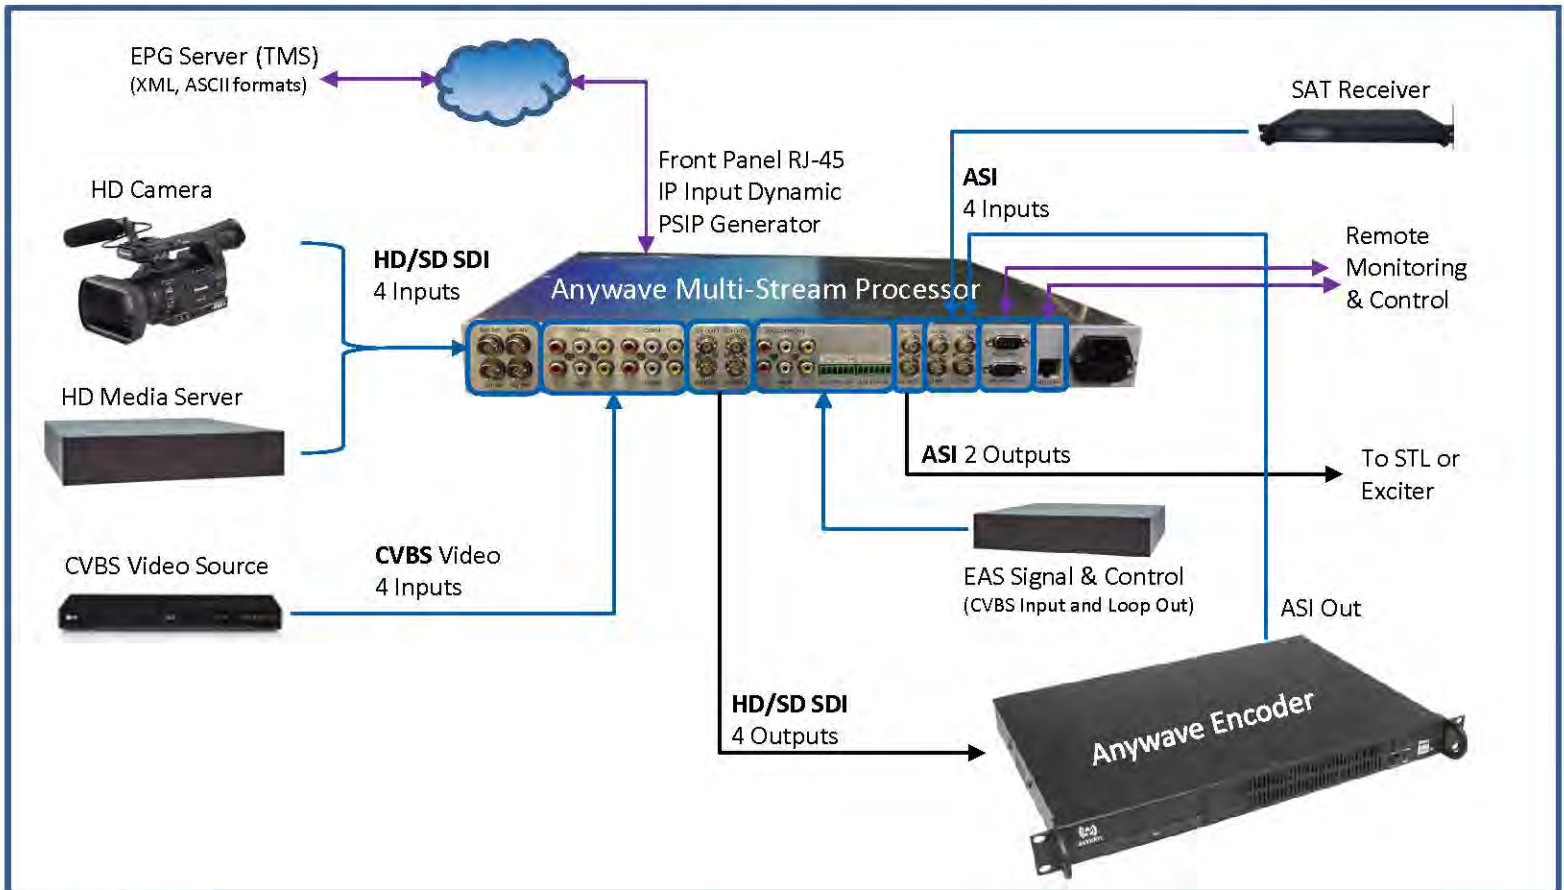 EPG Server (TMS)
(XML, ASCII formats)
SAT Receiver
Front Panel RJ-45
IP Input Dynamic
PSIP Generator
ASI
4 Inputs
HD Camera
HD/SD SDI
4 Inputs
Remote
Monitoring
& Control
Anywave Multi-Stream Processor
HD Media Server
ASI 2 Outputs
To STL or
Exciter
CVBS Video Source
CVBS Video
4 Inputs
EAS Signal & Control
(CVBS Input and Loop Out)
ASI Out
HD/SD SDI
4 Outputs
Anywave Encoder